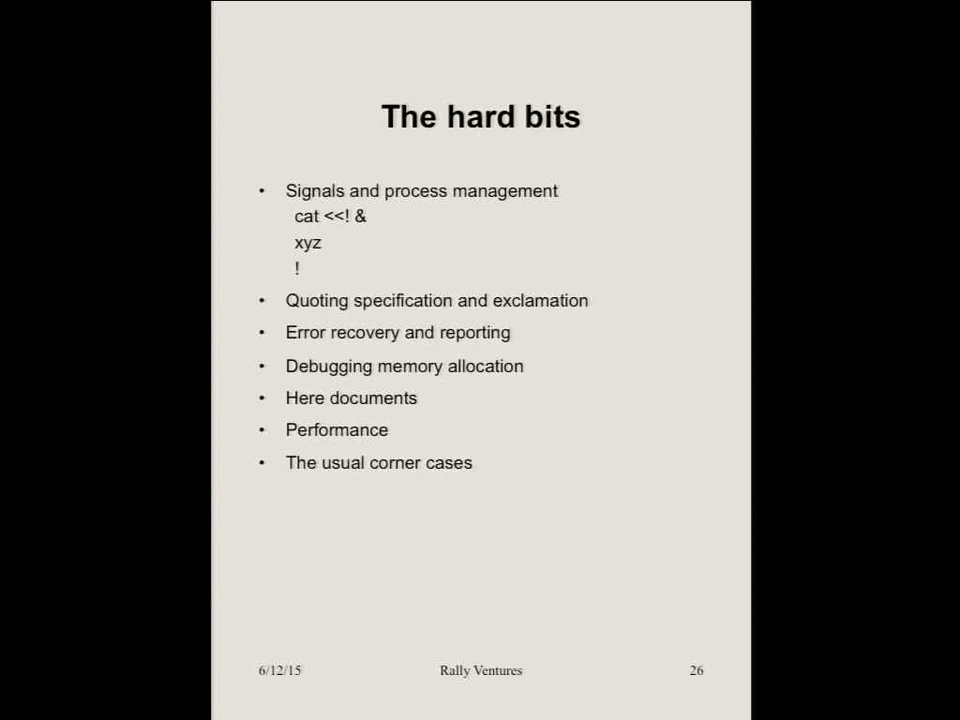 The hard bits
• Signals and process management
cat <<! &
xyz
!
• Quoting specification and exclamation
• Error recovery and reporting
• Debugging memory allocation
• Here documents
• Performance
• The usual corner cases
6/12/15 Rally Ventures 26